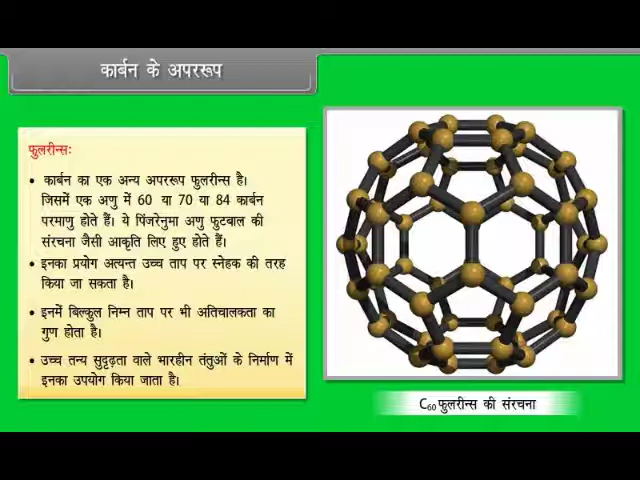 कार्बन के अपररूप
फुलरीन्सः
• कार्बन का एक अन्य अपररूप फुलरीन्स है।
जिसमें एक अणु में 60 या 70 या 84 कार्बन
परमाणु होते हैं। ये पिंजरेनुमा अणु फुटबाल की
संरचना जैसी आकृति लिए हुए होते हैं।
• इनका प्रयोग अत्यन्त उच्च ताप पर स्नेहक की तरह
किया जा सकता है।
• इनमें बिल्कुल निम्न ताप पर भी अतिचालकता का
गुण होता है।
• उच्च तन्य सुदृढ़ता वाले भारहीन तंतुओं के निर्माण में
इनका उपयोग किया जाता है।
C60 फुलरीन्स की संरचना